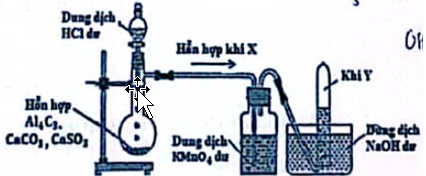 Dung dịch
HCl dư
Hỗn hợp khí X
Khí Y
Hỗn hợp
Al₄C₃,
CaCO₃, CaSO₃
Dung dịch
KMnO₄ dư
Dung dịch
NaOH dư